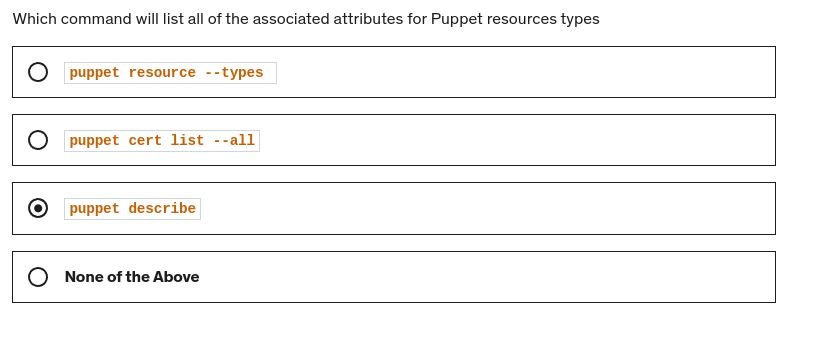 Which command will list all of the associated attributes for Puppet resources types
puppet resource --types
puppet cert list --all
puppet describe
None of the Above